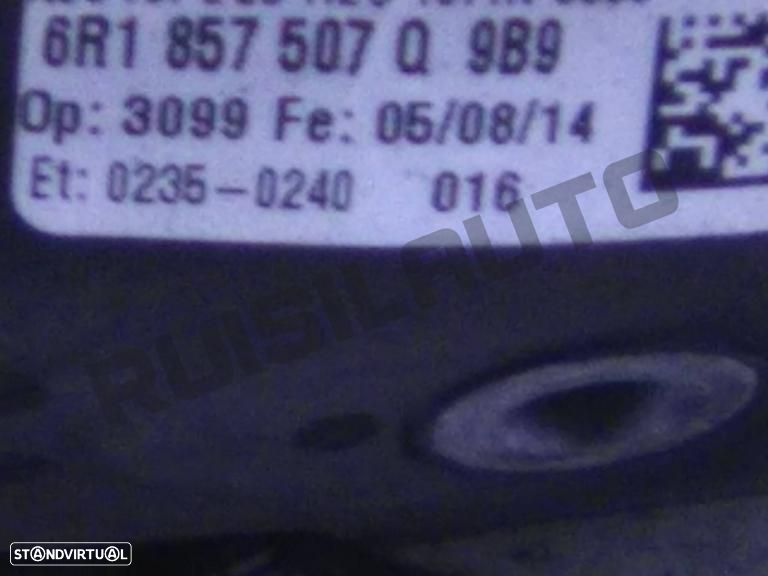 6R1 857 507 Q 9B9
Op: 3099 Fe: 05/08/14
Et: 0235-0240 016
RUISILAUTO
STANDVIRTUAL